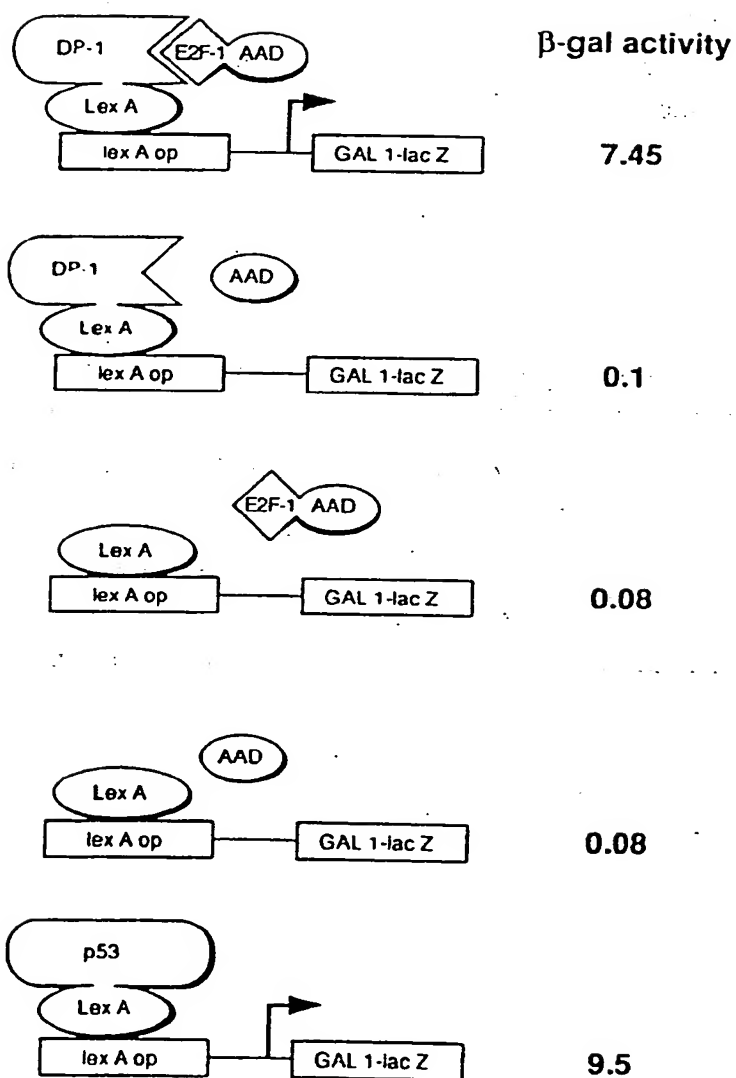 β-gal activity
DP-1 E2F-1 AAD
Lex A
lex A op GAL 1-lac Z 7.45
DP-1 AAD
Lex A
lex A op GAL 1-lac Z 0.1
E2F-1 AAD
Lex A
lex A op GAL 1-lac Z 0.08
AAD
Lex A
lex A op GAL 1-lac Z 0.08
p53
Lex A
lex A op GAL 1-lac Z 9.5